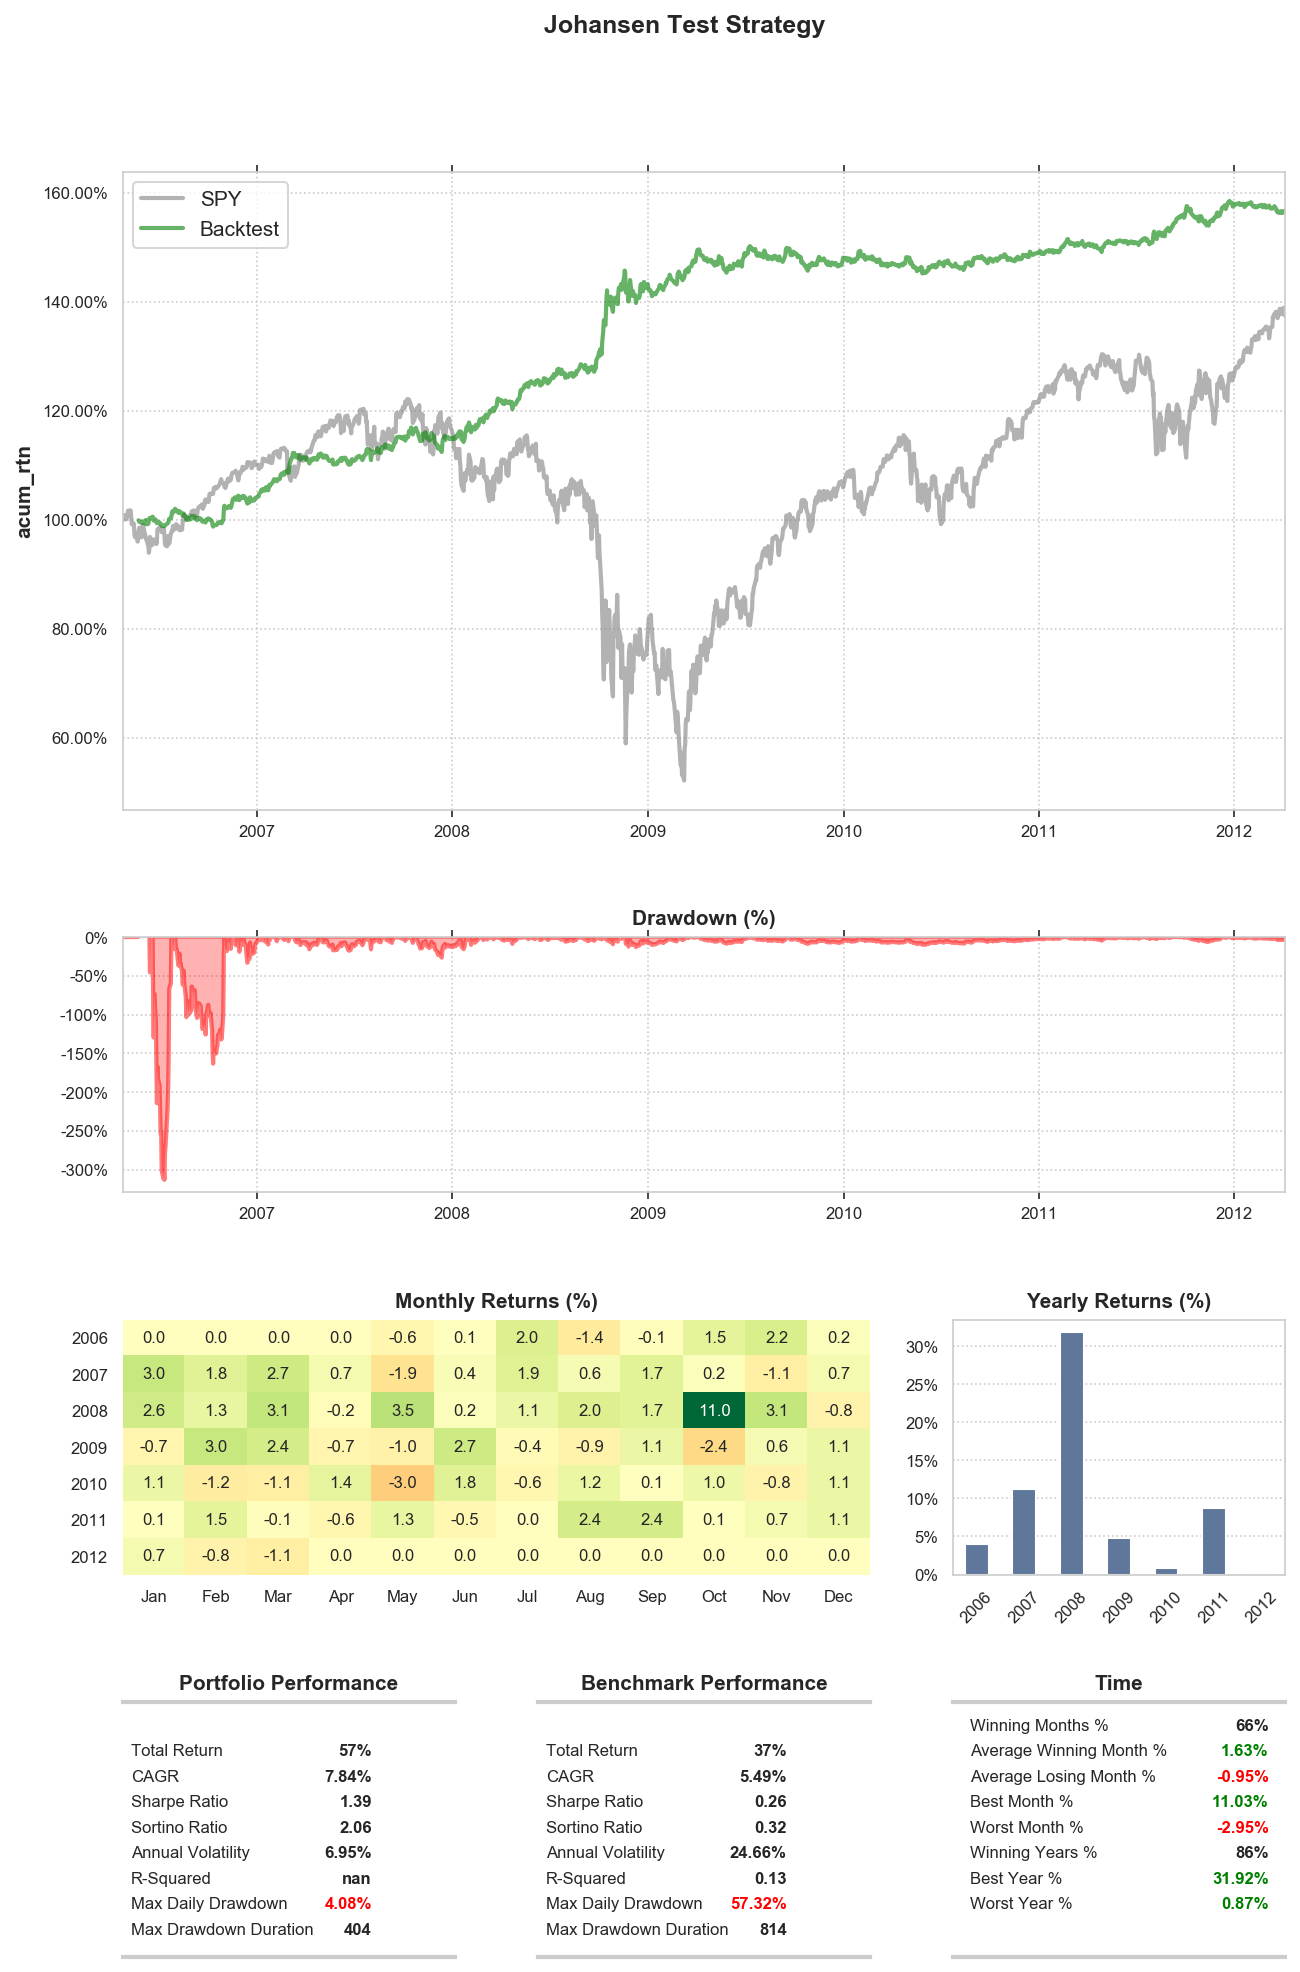 Johansen Test Strategy
160.00%
140.00%
120.00%
100.00%
80.00%
60.00%
acum_rtn
SPY
Backtest
2007 2008 2009 2010 2011 2012
Drawdown (%)
0%
-50%
-100%
-150%
-200%
-250%
-300%
2007 2008 2009 2010 2011 2012
Monthly Returns (%)
2006 0.0 0.0 0.0 0.0 -0.6 0.1 2.0 -1.4 -0.1 1.5 2.2 0.2
2007 3.0 1.8 2.7 0.7 -1.9 0.4 1.9 0.6 1.7 0.2 -1.1 0.7
2008 2.6 1.3 3.1 -0.2 3.5 0.2 1.1 2.0 1.7 11.0 3.1 -0.8
2009 -0.7 3.0 2.4 -0.7 -1.0 2.7 -0.4 -0.9 1.1 -2.4 0.6 1.1
2010 1.1 -1.2 -1.1 1.4 -3.0 1.8 -0.6 1.2 0.1 1.0 -0.8 1.1
2011 0.1 1.5 -0.1 -0.6 1.3 -0.5 0.0 2.4 2.4 0.1 0.7 1.1
2012 0.7 -0.8 -1.1 0.0 0.0 0.0 0.0 0.0 0.0 0.0 0.0 0.0
Jan Feb Mar Apr May Jun Jul Aug Sep Oct Nov Dec
Yearly Returns (%)
30%
25%
20%
15%
10%
5%
0%
2006 2007 2008 2009 2010 2011 2012
Portfolio Performance
Total Return 57%
CAGR 7.84%
Sharpe Ratio 1.39
Sortino Ratio 2.06
Annual Volatility 6.95%
R-Squared nan
Max Daily Drawdown 4.08%
Max Drawdown Duration 404
Benchmark Performance
Total Return 37%
CAGR 5.49%
Sharpe Ratio 0.26
Sortino Ratio 0.32
Annual Volatility 24.66%
R-Squared 0.13
Max Daily Drawdown 57.32%
Max Drawdown Duration 814
Time
Winning Months % 66%
Average Winning Month % 1.63%
Average Losing Month % -0.95%
Best Month % 11.03%
Worst Month % -2.95%
Winning Years % 86%
Best Year % 31.92%
Worst Year % 0.87%